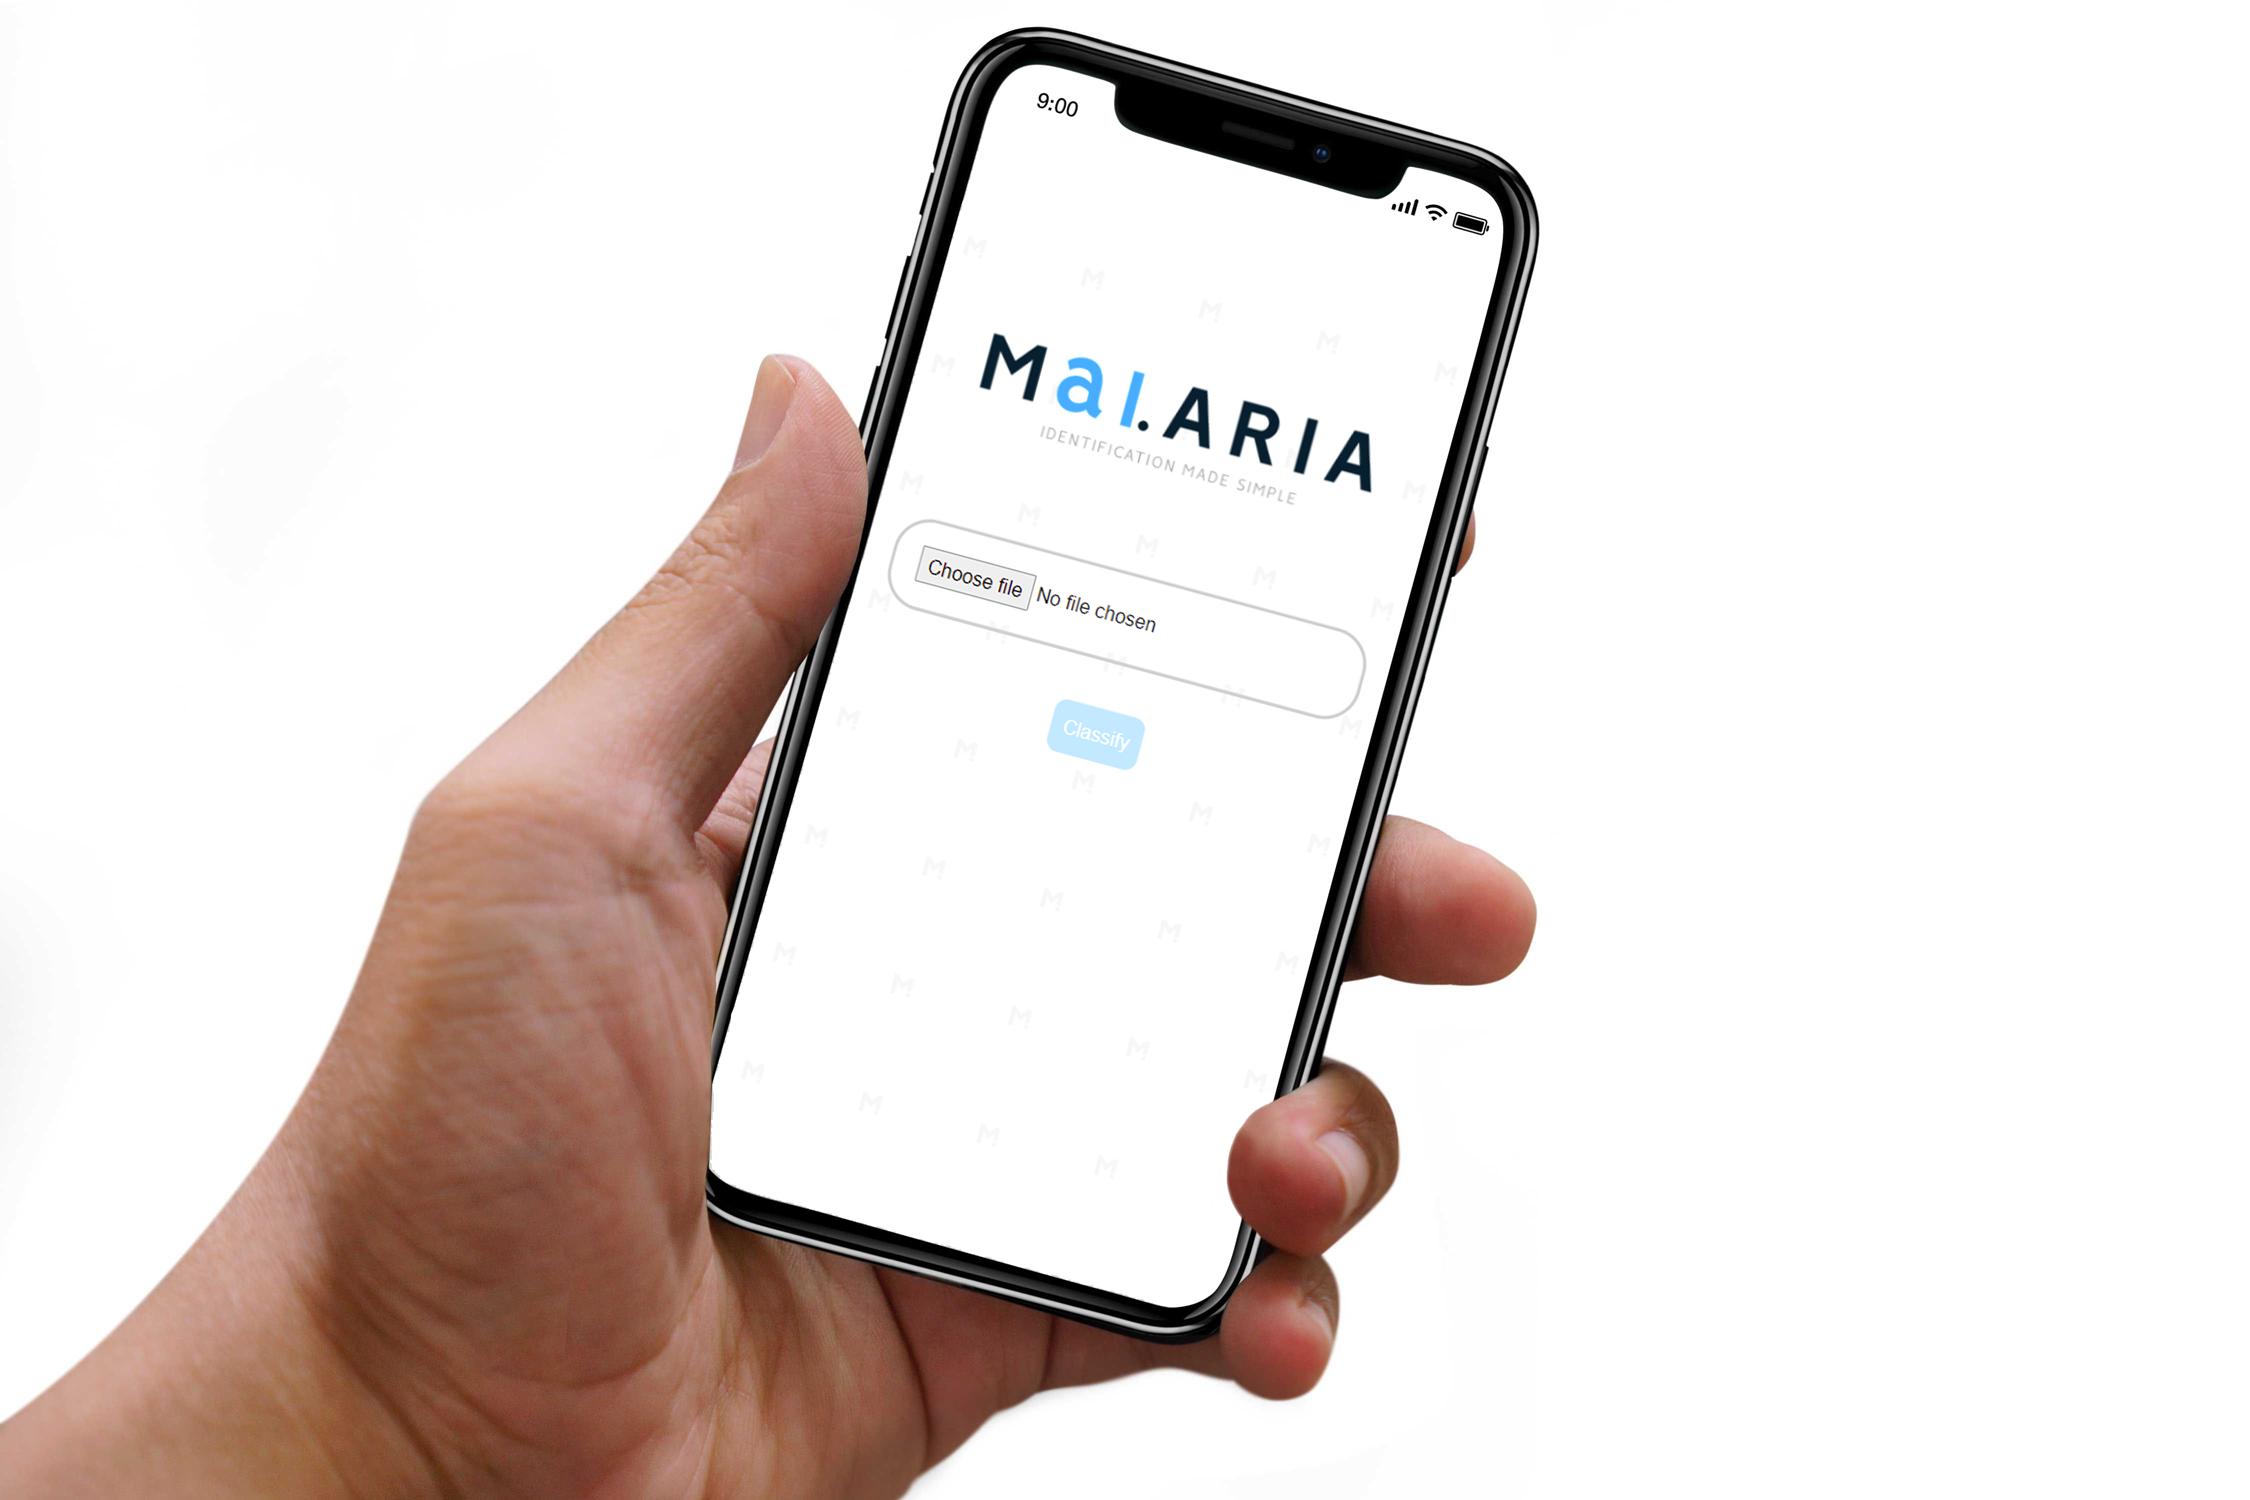 9:00
MaI.ARIA
IDENTIFICATION MADE SIMPLE
Choose file No file chosen
Classify